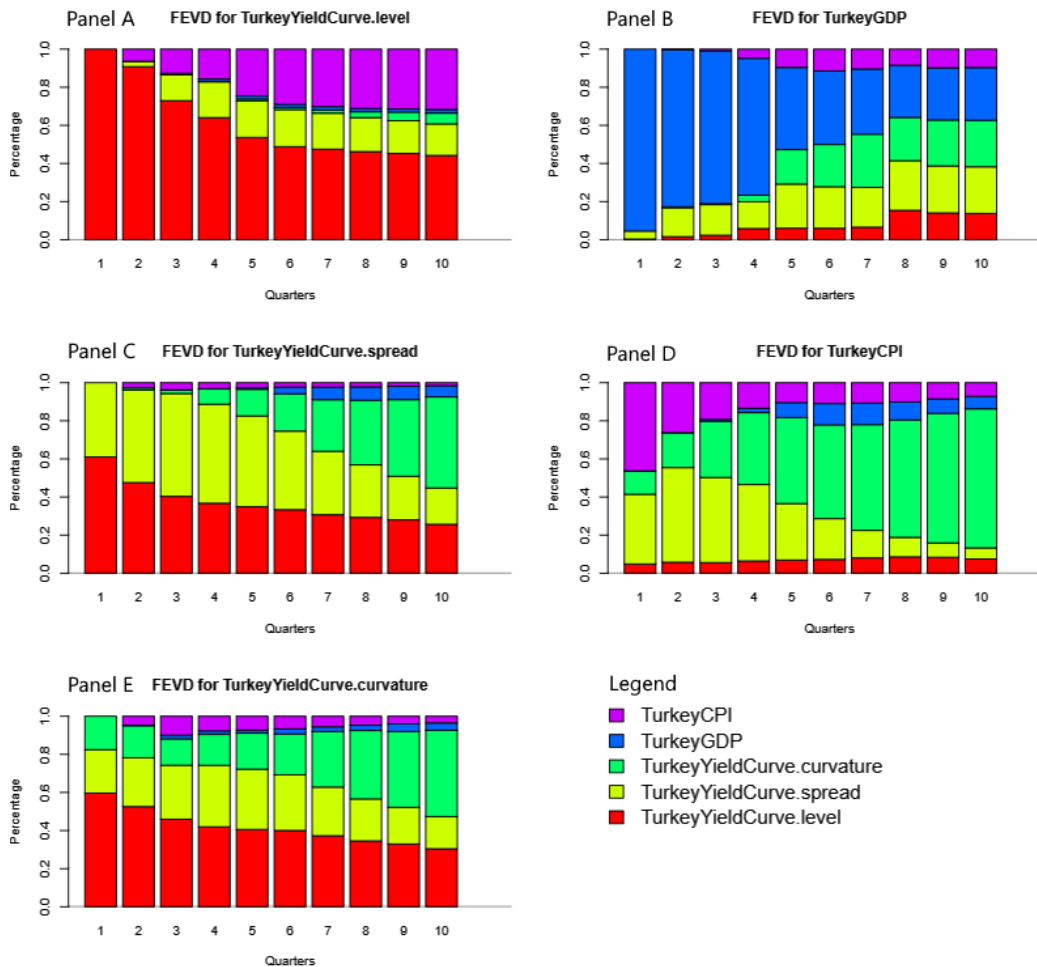 Panel A FEVD for TurkeyYieldCurve.level
Percentage
1.0
0.8
0.6
0.4
0.2
0.0
1 2 3 4 5 6 7 8 9 10
Quarters
Panel B FEVD for TurkeyGDP
Percentage
1.0
0.8
0.6
0.4
0.2
0.0
1 2 3 4 5 6 7 8 9 10
Quarters
Panel C FEVD for TurkeyYieldCurve.spread
Percentage
1.0
0.8
0.6
0.4
0.2
0.0
1 2 3 4 5 6 7 8 9 10
Quarters
Panel D FEVD for TurkeyCPI
Percentage
1.0
0.8
0.6
0.4
0.2
0.0
1 2 3 4 5 6 7 8 9 10
Quarters
Panel E FEVD for TurkeyYieldCurve.curvature
Percentage
1.0
0.8
0.6
0.4
0.2
0.0
1 2 3 4 5 6 7 8 9 10
Quarters
Legend
TurkeyCPI
TurkeyGDP
TurkeyYieldCurve.curvature
TurkeyYieldCurve.spread
TurkeyYieldCurve.level